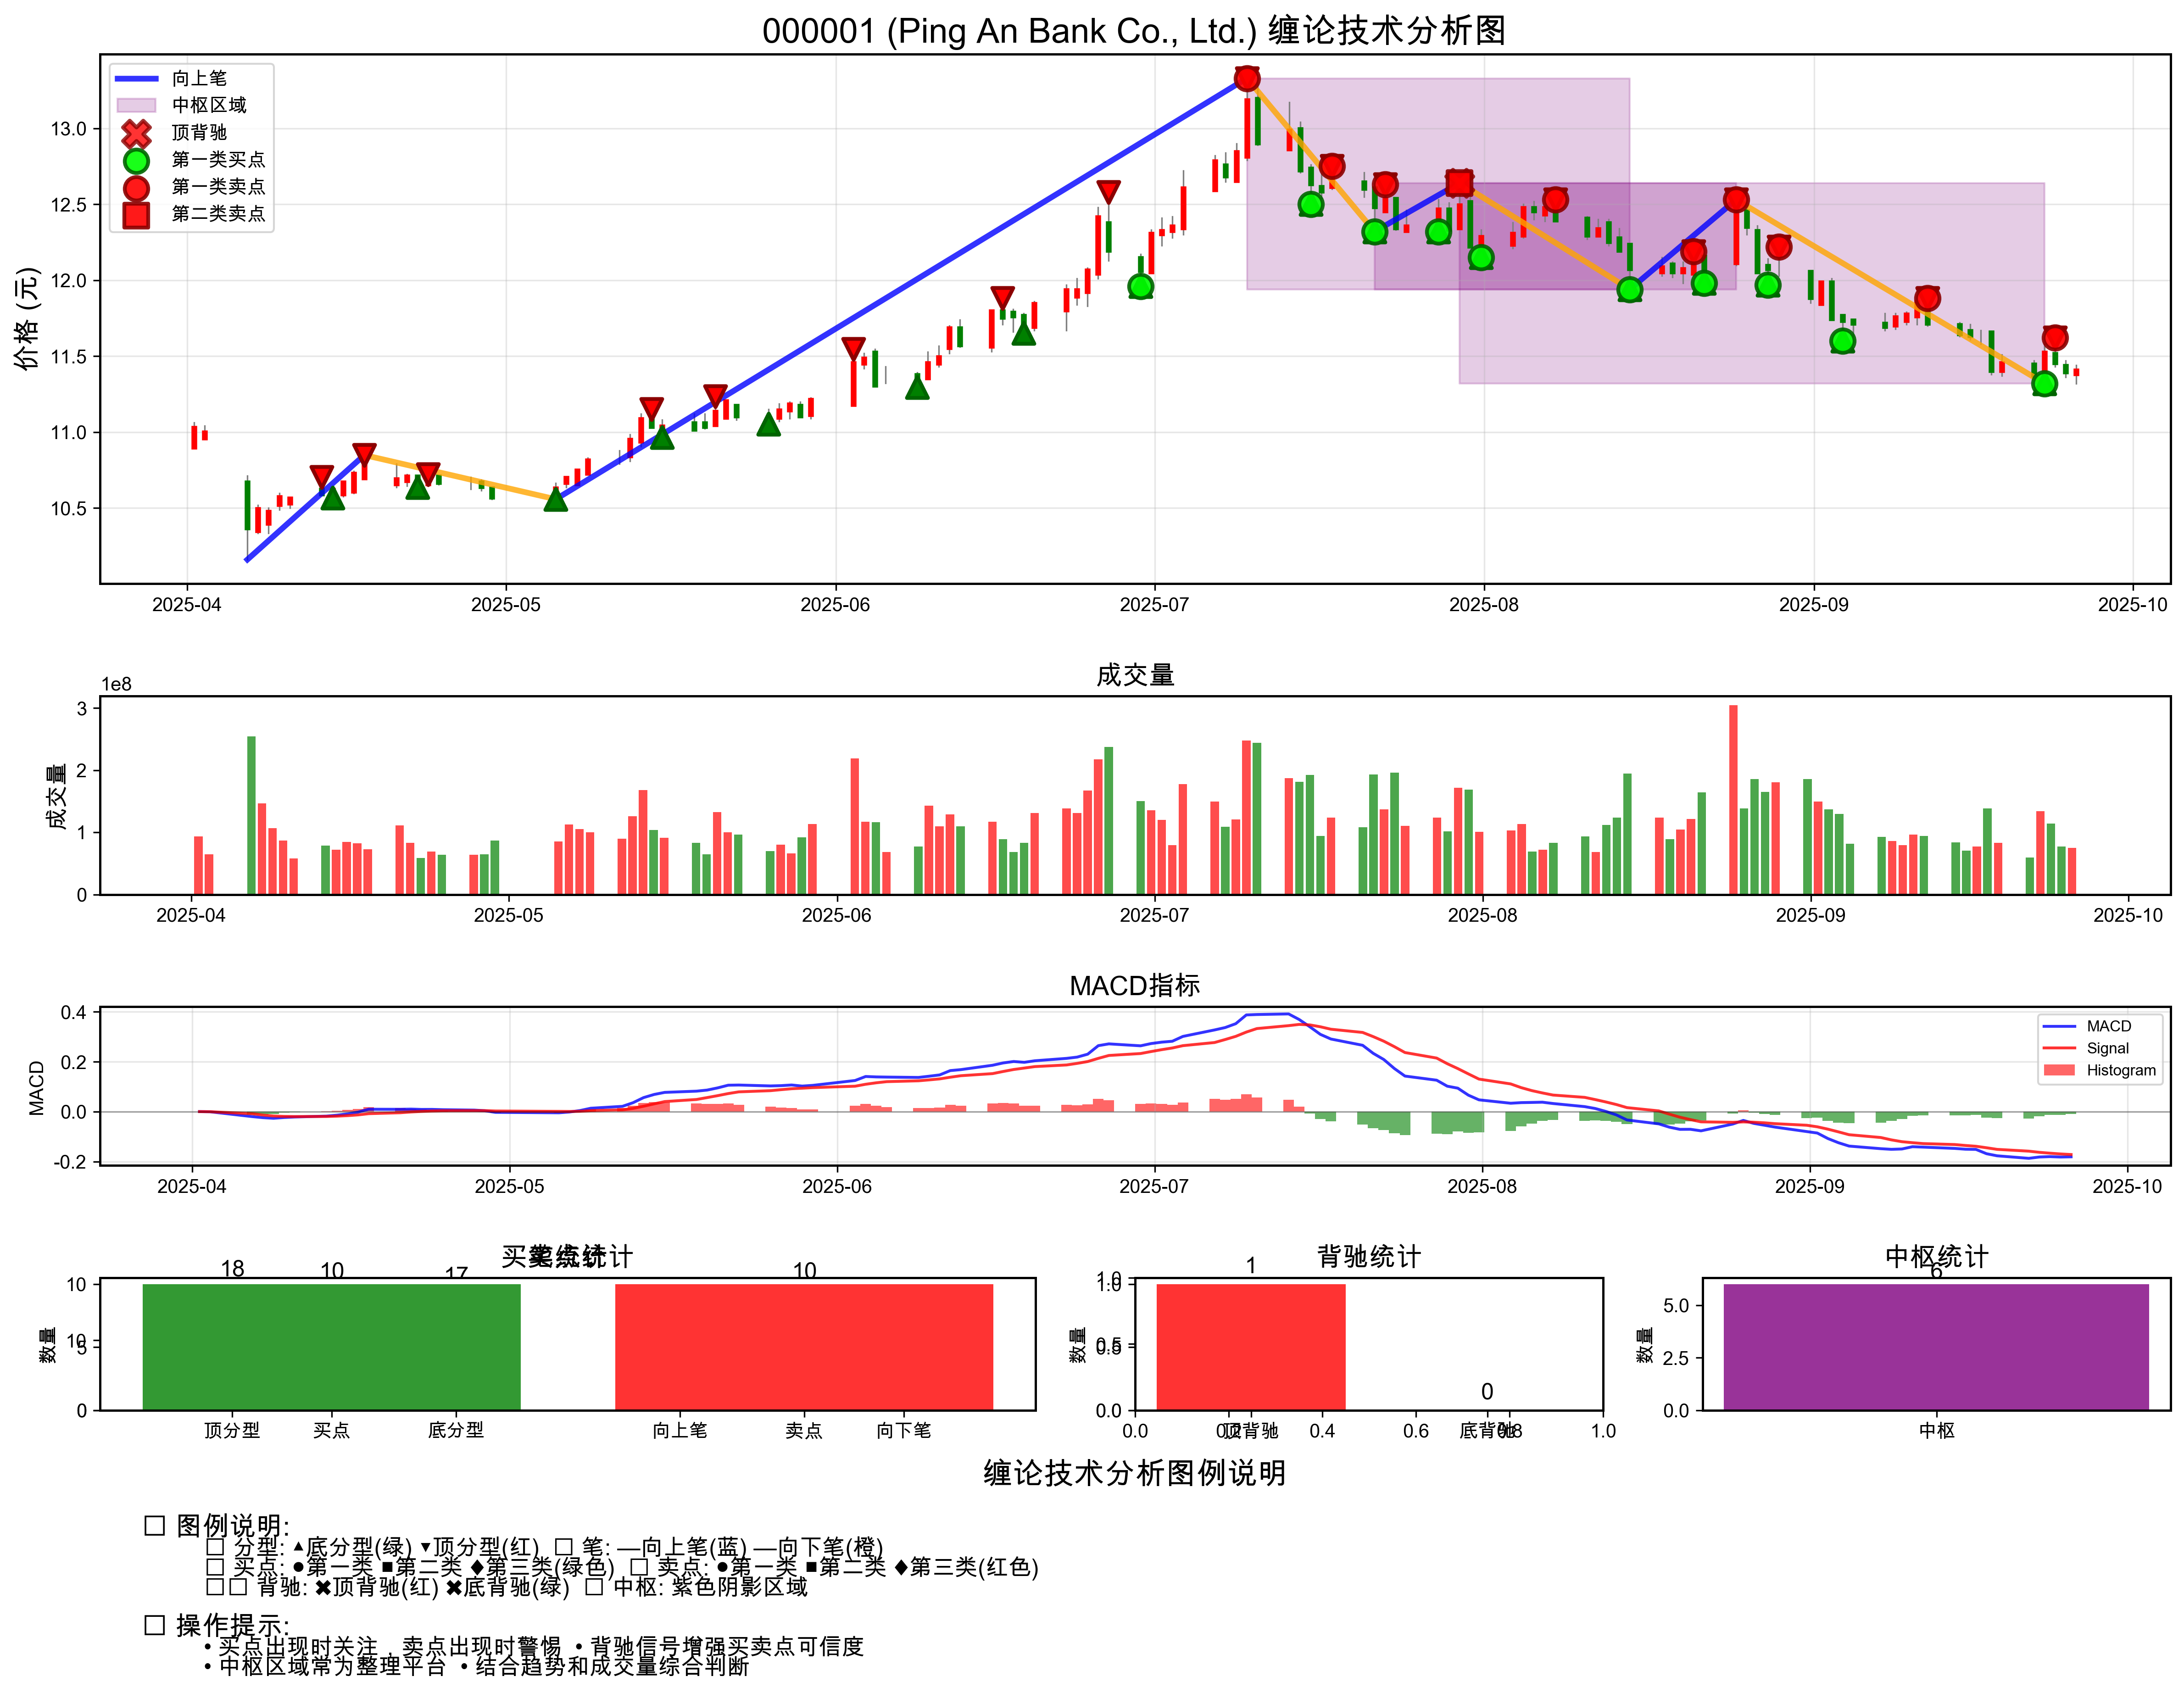 000001 (Ping An Bank Co., Ltd.) 缠论技术分析图
向上笔
中枢区域
顶背驰
第一类买点
第一类卖点
第二类卖点
价格 (元)
13.0
12.5
12.0
11.5
11.0
10.5
2025-04 2025-05 2025-06 2025-07 2025-08 2025-09 2025-10
成交量
1e8
成交量
3
2
1
0
2025-04 2025-05 2025-06 2025-07 2025-08 2025-09 2025-10
MACD指标
MACD
0.4
0.2
0.0
-0.2
MACD
Signal
Histogram
2025-04 2025-05 2025-06 2025-07 2025-08 2025-09 2025-10
买卖点统计
18 10 17 10
数量
10
10
5
0
顶分型 买点 底分型 向上笔 卖点 向下笔
背驰统计
1
0
数量
1.0
1.0
0.5
0.5
0.0
0.0 0.2 顶背驰 0.4 0.6 底背驰 0.8 1.0
中枢统计
6
数量
5.0
2.5
0.0
中枢
缠论技术分析图例说明
□ 图例说明:
□ 分型: ▲底分型(绿) ▼顶分型(红) □ 笔: —向上笔(蓝) —向下笔(橙)
□ 买点: ●第一类 ■第二类 ◆第三类(绿色) □ 卖点: ●第一类 ■第二类 ◆第三类(红色)
□□ 背驰: ✖顶背驰(红) ✖底背驰(绿) □ 中枢: 紫色阴影区域
□ 操作提示:
• 买点出现时关注，卖点出现时警惕 • 背驰信号增强买卖点可信度
• 中枢区域常为整理平台 • 结合趋势和成交量综合判断